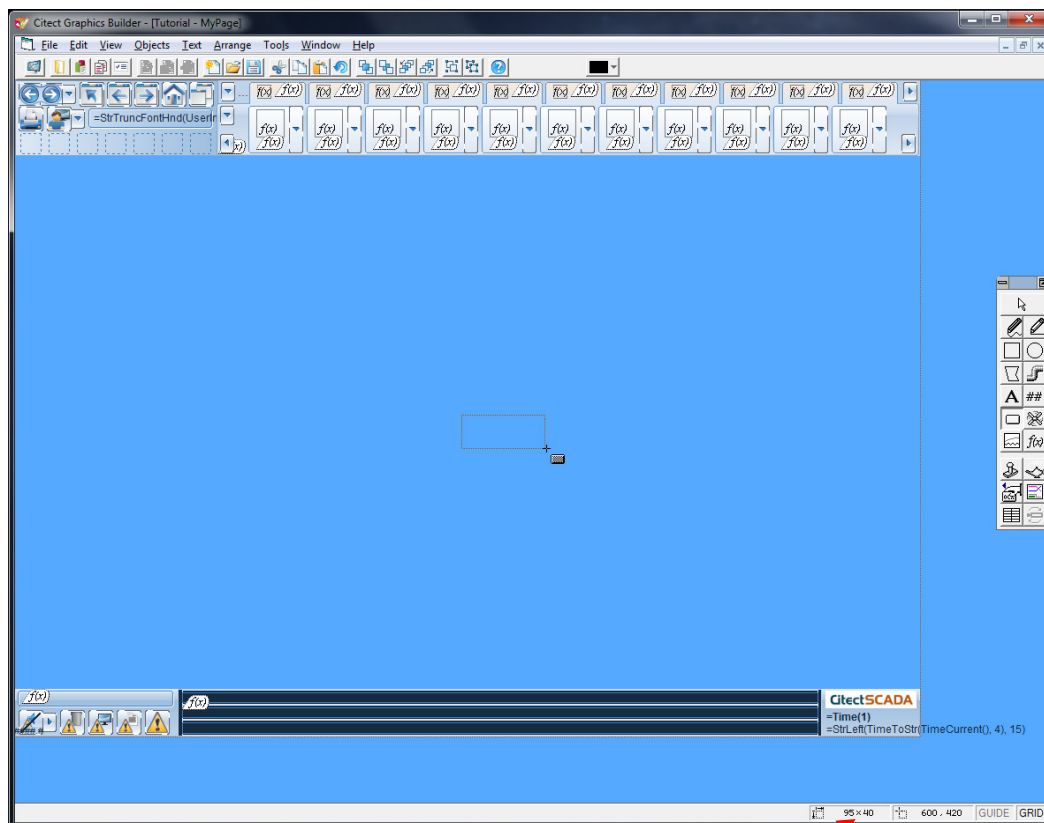 Citect Graphics Builder - [Tutorial - MyPage]
File Edit View Objects Text Arrange Tools Window Help
... f(x) f(x) f(x) f(x) f(x) f(x) f(x) f(x) f(x) f(x) f(x) f(x) f(x) f(x) f(x) f(x) f(x) f(x) f(x) f(x) f(x) f(x)
=StrTruncFontHnd(UserIn
f(x) f(x) f(x) f(x) f(x) f(x) f(x) f(x) f(x) f(x) f(x)
x) f(x) f(x) f(x) f(x) f(x) f(x) f(x) f(x) f(x) f(x) f(x)
A ##
f(x)
f(x)
f(x)
CitectSCADA
=Time(1)
=StrLeft(TimeToStr(TimeCurrent(), 4), 15)
95×40 600 , 420 GUIDE GRID